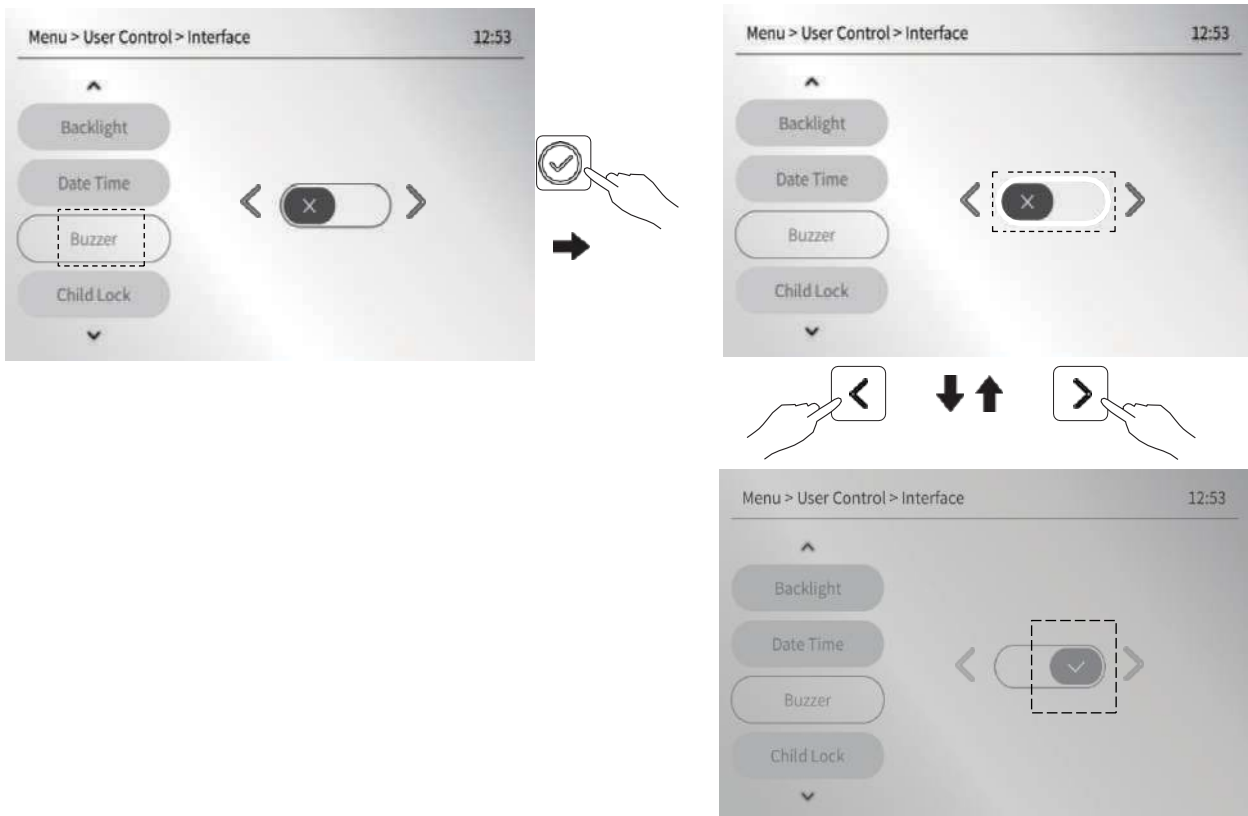 Menu > User Control > Interface 12:53
Backlight
Date Time
Buzzer
Child Lock
Menu > User Control > Interface 12:53
Backlight
Date Time
Buzzer
Child Lock
Menu > User Control > Interface 12:53
Backlight
Date Time
Buzzer
Child Lock